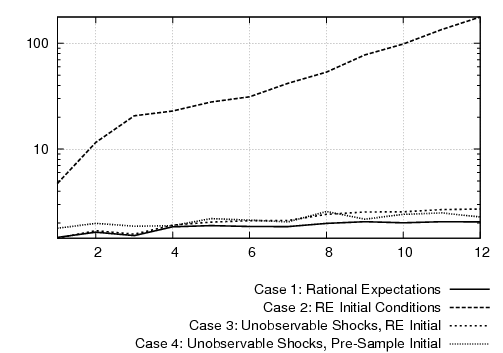 100
10
2
4
6
8
10
12
Case 1: Rational Expectations
Case 2: RE Initial Conditions
Case 3: Unobservable Shocks, RE Initial
Case 4: Unobservable Shocks, Pre-Sample Initial